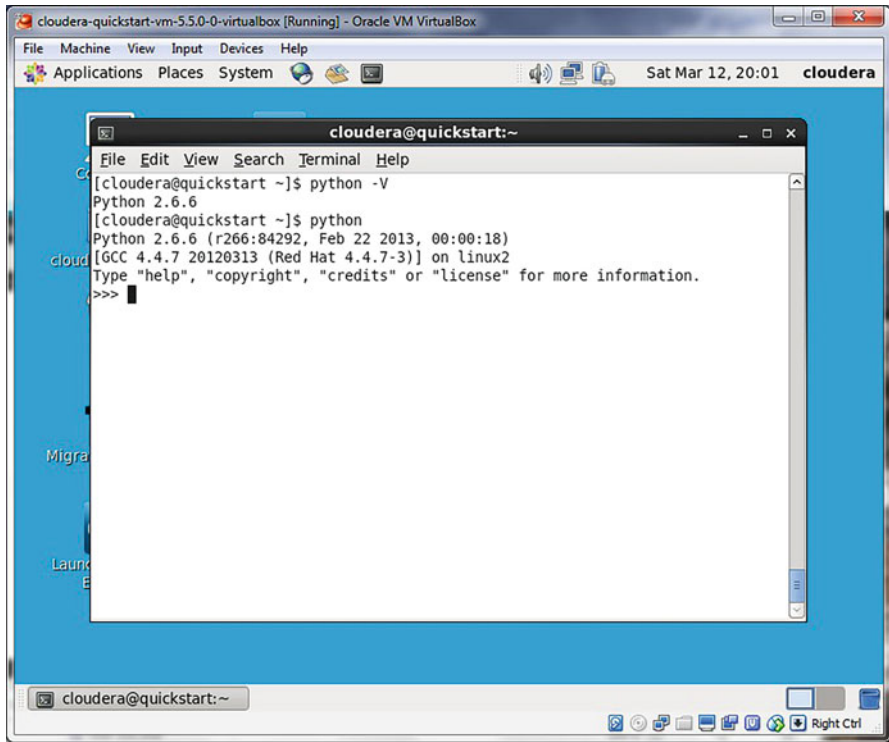 cloudera-quickstart-vm-5.5.0-0-virtualbox [Running] - Oracle VM VirtualBox
File Machine View Input Devices Help
Applications Places System Sat Mar 12, 20:01 cloudera
cloudera@quickstart:~
File Edit View Search Terminal Help
[cloudera@quickstart ~]$ python -V
Python 2.6.6
[cloudera@quickstart ~]$ python
Python 2.6.6 (r266:84292, Feb 22 2013, 00:00:18)
[GCC 4.4.7 20120313 (Red Hat 4.4.7-3)] on linux2
Type "help", "copyright", "credits" or "license" for more information.
>>>
cloud
Migra
Laun
cloudera@quickstart:~
Right Ctrl